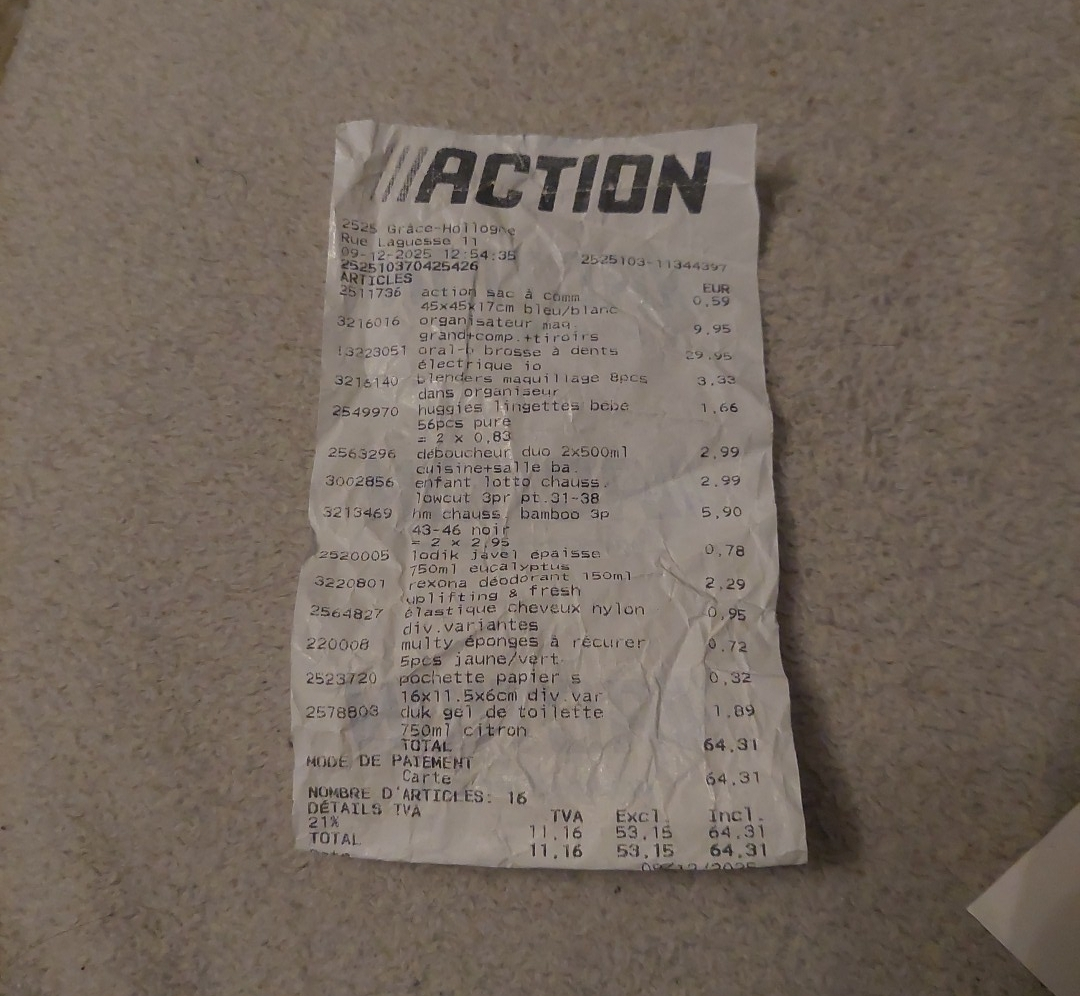 ///ACTION
2525 Grâce-Hollogne
Rue Laguesse 11
09-12-2025 12:54:35 2525103-11344397
252510370425426
ARTICLES EUR
2511736 action sac à comm 0,59
45x45x17cm bleu/blanc
3216016 organisateur maq. 9,95
grand+comp.+tiroirs
!3223051 oral-b brosse à dents 29,95
électrique io
3216140 blenders maquillage 8pcs 3,33
dans organiseur
2549970 huggies lingettes bébé 1,66
56pcs pure
= 2 x 0,83
2563296 déboucheur duo 2x500ml 2,99
cuisine+salle ba.
3002856 enfant lotto chauss. 2,99
lowcut 3pr pt.31-38
3213469 hm chauss. bamboo 3p 5,90
43-46 noir
= 2 x 2,95
2520005 lodik javel épaisse 0,78
750ml eucalyptus
3220801 rexona déodorant 150ml 2,29
uplifting & fresh
2564827 élastique cheveux nylon 0,95
div.variantes
220008 multy éponges à récurer 0,72
5pcs jaune/vert
2523720 pochette papier s 0,32
16x11.5x6cm div.var
2578803 duk gel de toilette 1,89
750ml citron
TOTAL 64,31
MODE DE PAIEMENT
Carte 64,31
NOMBRE D'ARTICLES: 16
DÉTAILS TVA TVA Excl. Incl.
21% 11,16 53,15 64,31
TOTAL 11,16 53,15 64,31